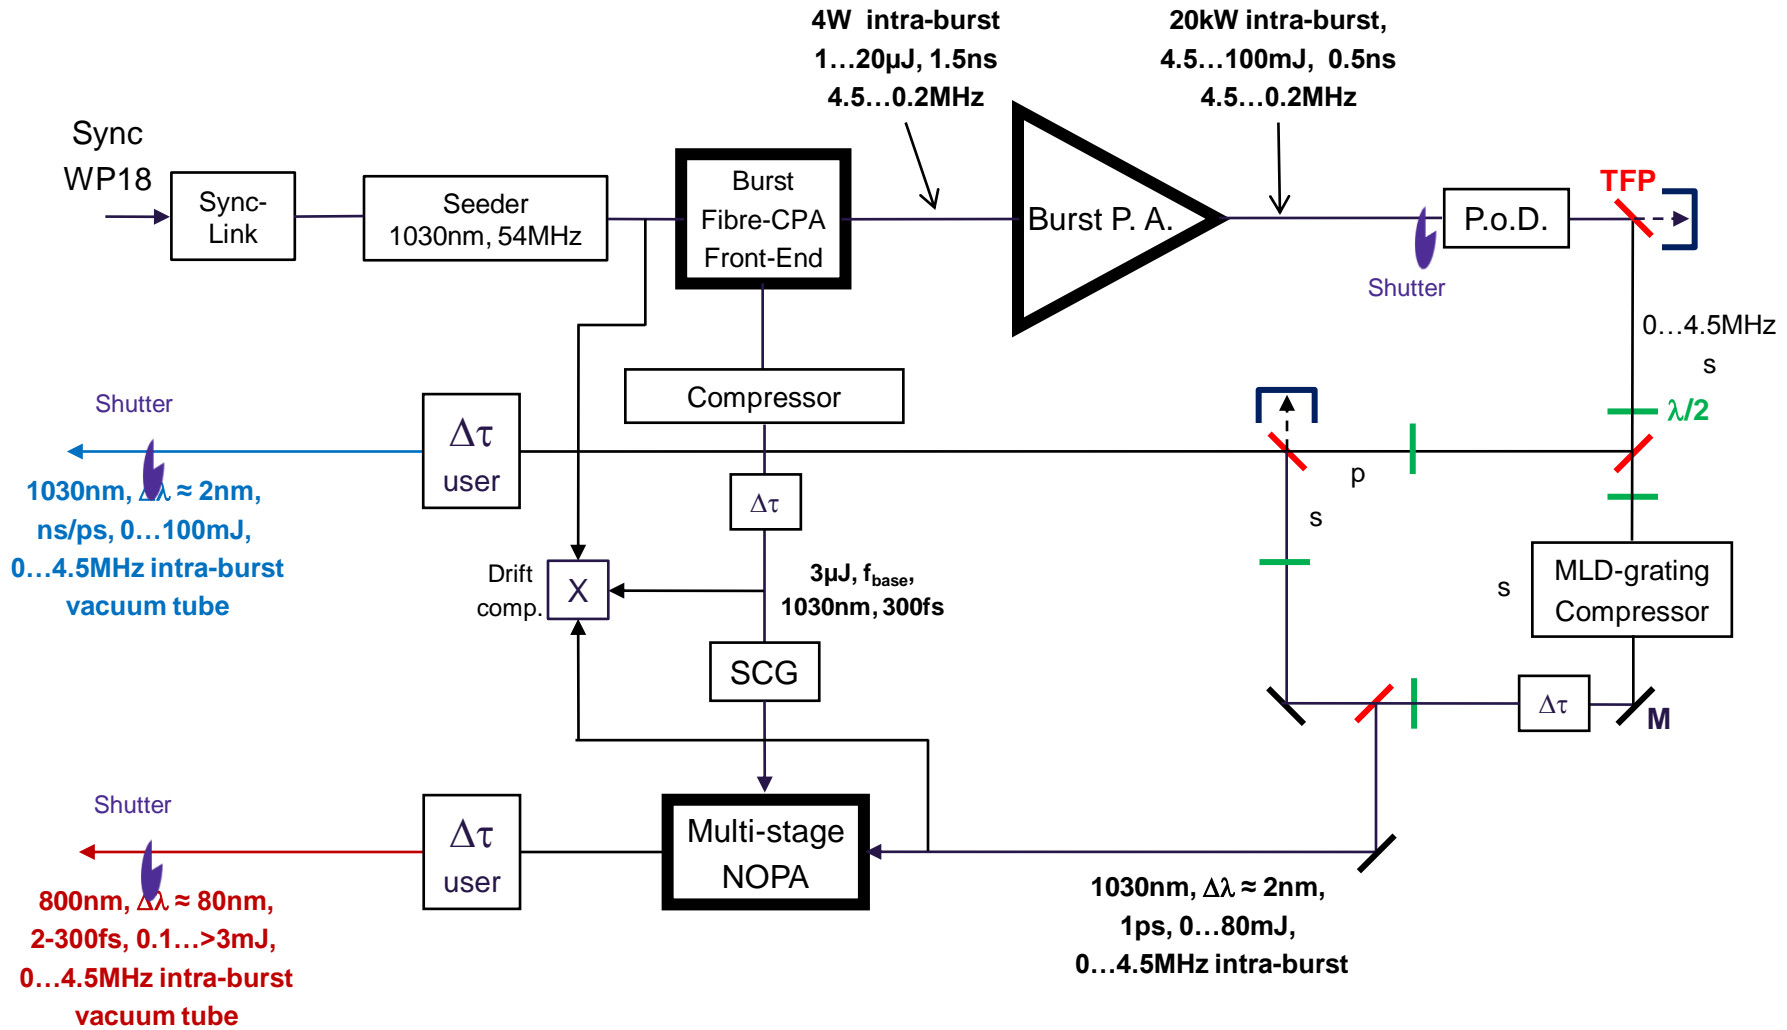 4W intra-burst
1…20µJ, 1.5ns
4.5…0.2MHz
20kW intra-burst,
4.5…100mJ, 0.5ns
4.5…0.2MHz
Sync
WP18
Sync-
Link
Seeder
1030nm, 54MHz
Burst
Fibre-CPA
Front-End
Burst P. A.
Shutter
P.o.D.
TFP
0…4.5MHz
s
λ/2
Compressor
Shutter
Δτ
user
1030nm, Δλ ≈ 2nm,
ns/ps, 0…100mJ,
0…4.5MHz intra-burst
vacuum tube
Δτ
p
s
Drift
comp.
X
3µJ, f_base,
1030nm, 300fs
s
MLD-grating
Compressor
SCG
Δτ
M
Shutter
Δτ
user
Multi-stage
NOPA
800nm, Δλ ≈ 80nm,
2-300fs, 0.1…>3mJ,
0…4.5MHz intra-burst
vacuum tube
1030nm, Δλ ≈ 2nm,
1ps, 0…80mJ,
0…4.5MHz intra-burst